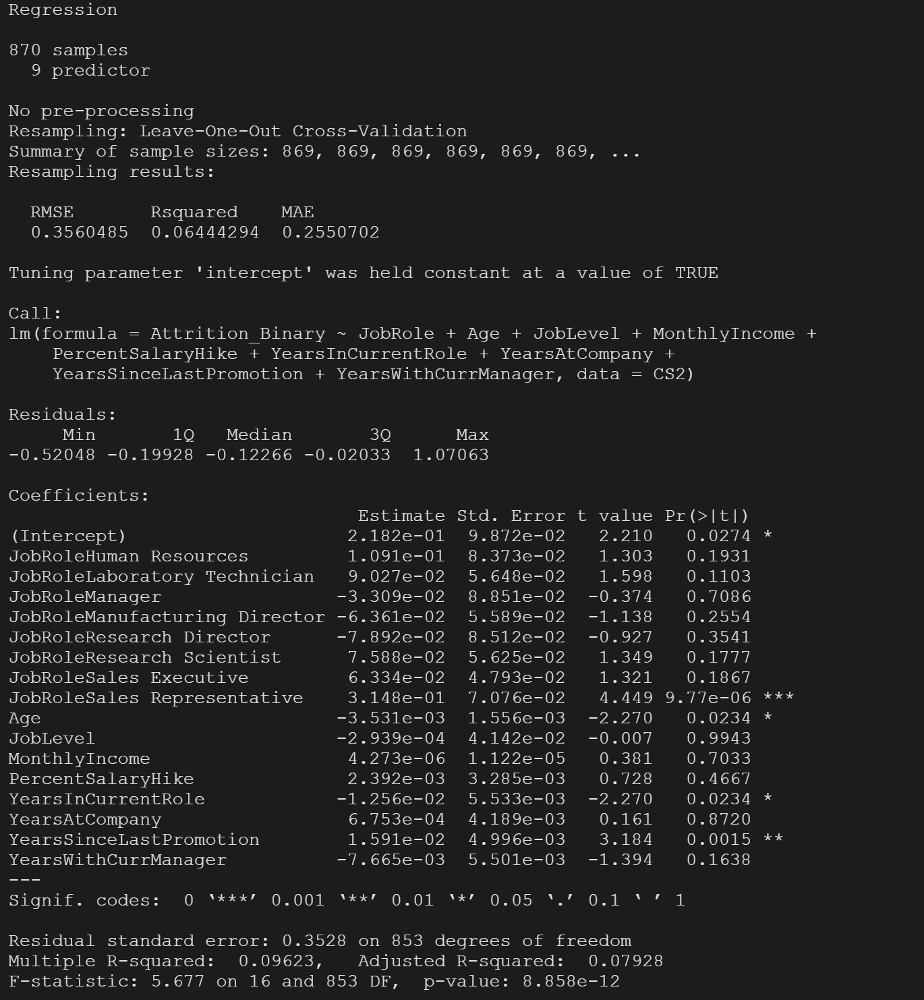 Regression
870 samples
9 predictor
No pre-processing
Resampling: Leave-One-Out Cross-Validation
Summary of sample sizes: 869, 869, 869, 869, 869, 869, ...
Resampling results:
RMSE Rsquared MAE
0.3560485 0.06444294 0.2550702
Tuning parameter 'intercept' was held constant at a value of TRUE
Call:
lm(formula = Attrition_Binary ~ JobRole + Age + JobLevel + MonthlyIncome +
PercentSalaryHike + YearsInCurrentRole + YearsAtCompany +
YearsSinceLastPromotion + YearsWithCurrManager, data = CS2)
Residuals:
Min 1Q Median 3Q Max
-0.52048 -0.19928 -0.12266 -0.02033 1.07063
Coefficients:
Estimate Std. Error t value Pr(>|t|)
(Intercept) 2.182e-01 9.872e-02 2.210 0.0274 *
JobRoleHuman Resources 1.091e-01 8.373e-02 1.303 0.1931
JobRoleLaboratory Technician 9.027e-02 5.648e-02 1.598 0.1103
JobRoleManager -3.309e-02 8.851e-02 -0.374 0.7086
JobRoleManufacturing Director -6.361e-02 5.589e-02 -1.138 0.2554
JobRoleResearch Director -7.892e-02 8.512e-02 -0.927 0.3541
JobRoleResearch Scientist 7.588e-02 5.625e-02 1.349 0.1777
JobRoleSales Executive 6.334e-02 4.793e-02 1.321 0.1867
JobRoleSales Representative 3.148e-01 7.076e-02 4.449 9.77e-06 ***
Age -3.531e-03 1.556e-03 -2.270 0.0234 *
JobLevel -2.939e-04 4.142e-02 -0.007 0.9943
MonthlyIncome 4.273e-06 1.122e-05 0.381 0.7033
PercentSalaryHike 2.392e-03 3.285e-03 0.728 0.4667
YearsInCurrentRole -1.256e-02 5.533e-03 -2.270 0.0234 *
YearsAtCompany 6.753e-04 4.189e-03 0.161 0.8720
YearsSinceLastPromotion 1.591e-02 4.996e-03 3.184 0.0015 **
YearsWithCurrManager -7.665e-03 5.501e-03 -1.394 0.1638
---
Signif. codes: 0 ‘***’ 0.001 ‘**’ 0.01 ‘*’ 0.05 ‘.’ 0.1 ‘ ’ 1
Residual standard error: 0.3528 on 853 degrees of freedom
Multiple R-squared: 0.09623, Adjusted R-squared: 0.07928
F-statistic: 5.677 on 16 and 853 DF, p-value: 8.858e-12